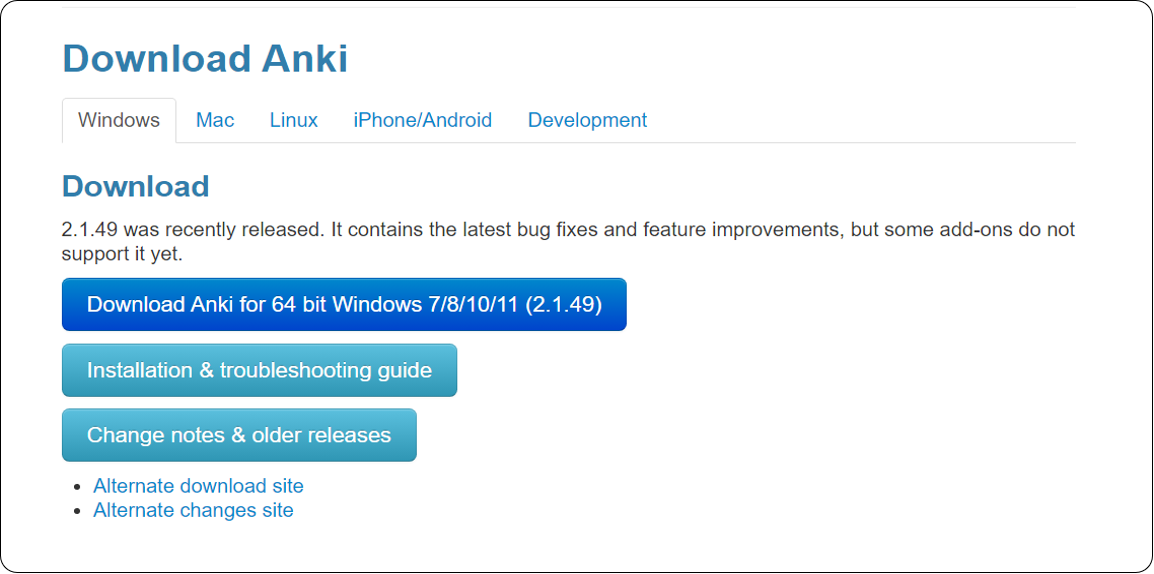 Download Anki
Windows
Mac
Linux
iPhone/Android
Development
Download
2.1.49 was recently released. It contains the latest bug fixes and feature improvements, but some add-ons do not
support it yet.
Download Anki for 64 bit Windows 7/8/10/11 (2.1.49)
Installation & troubleshooting guide
Change notes & older releases
Alternate download site
Alternate changes site